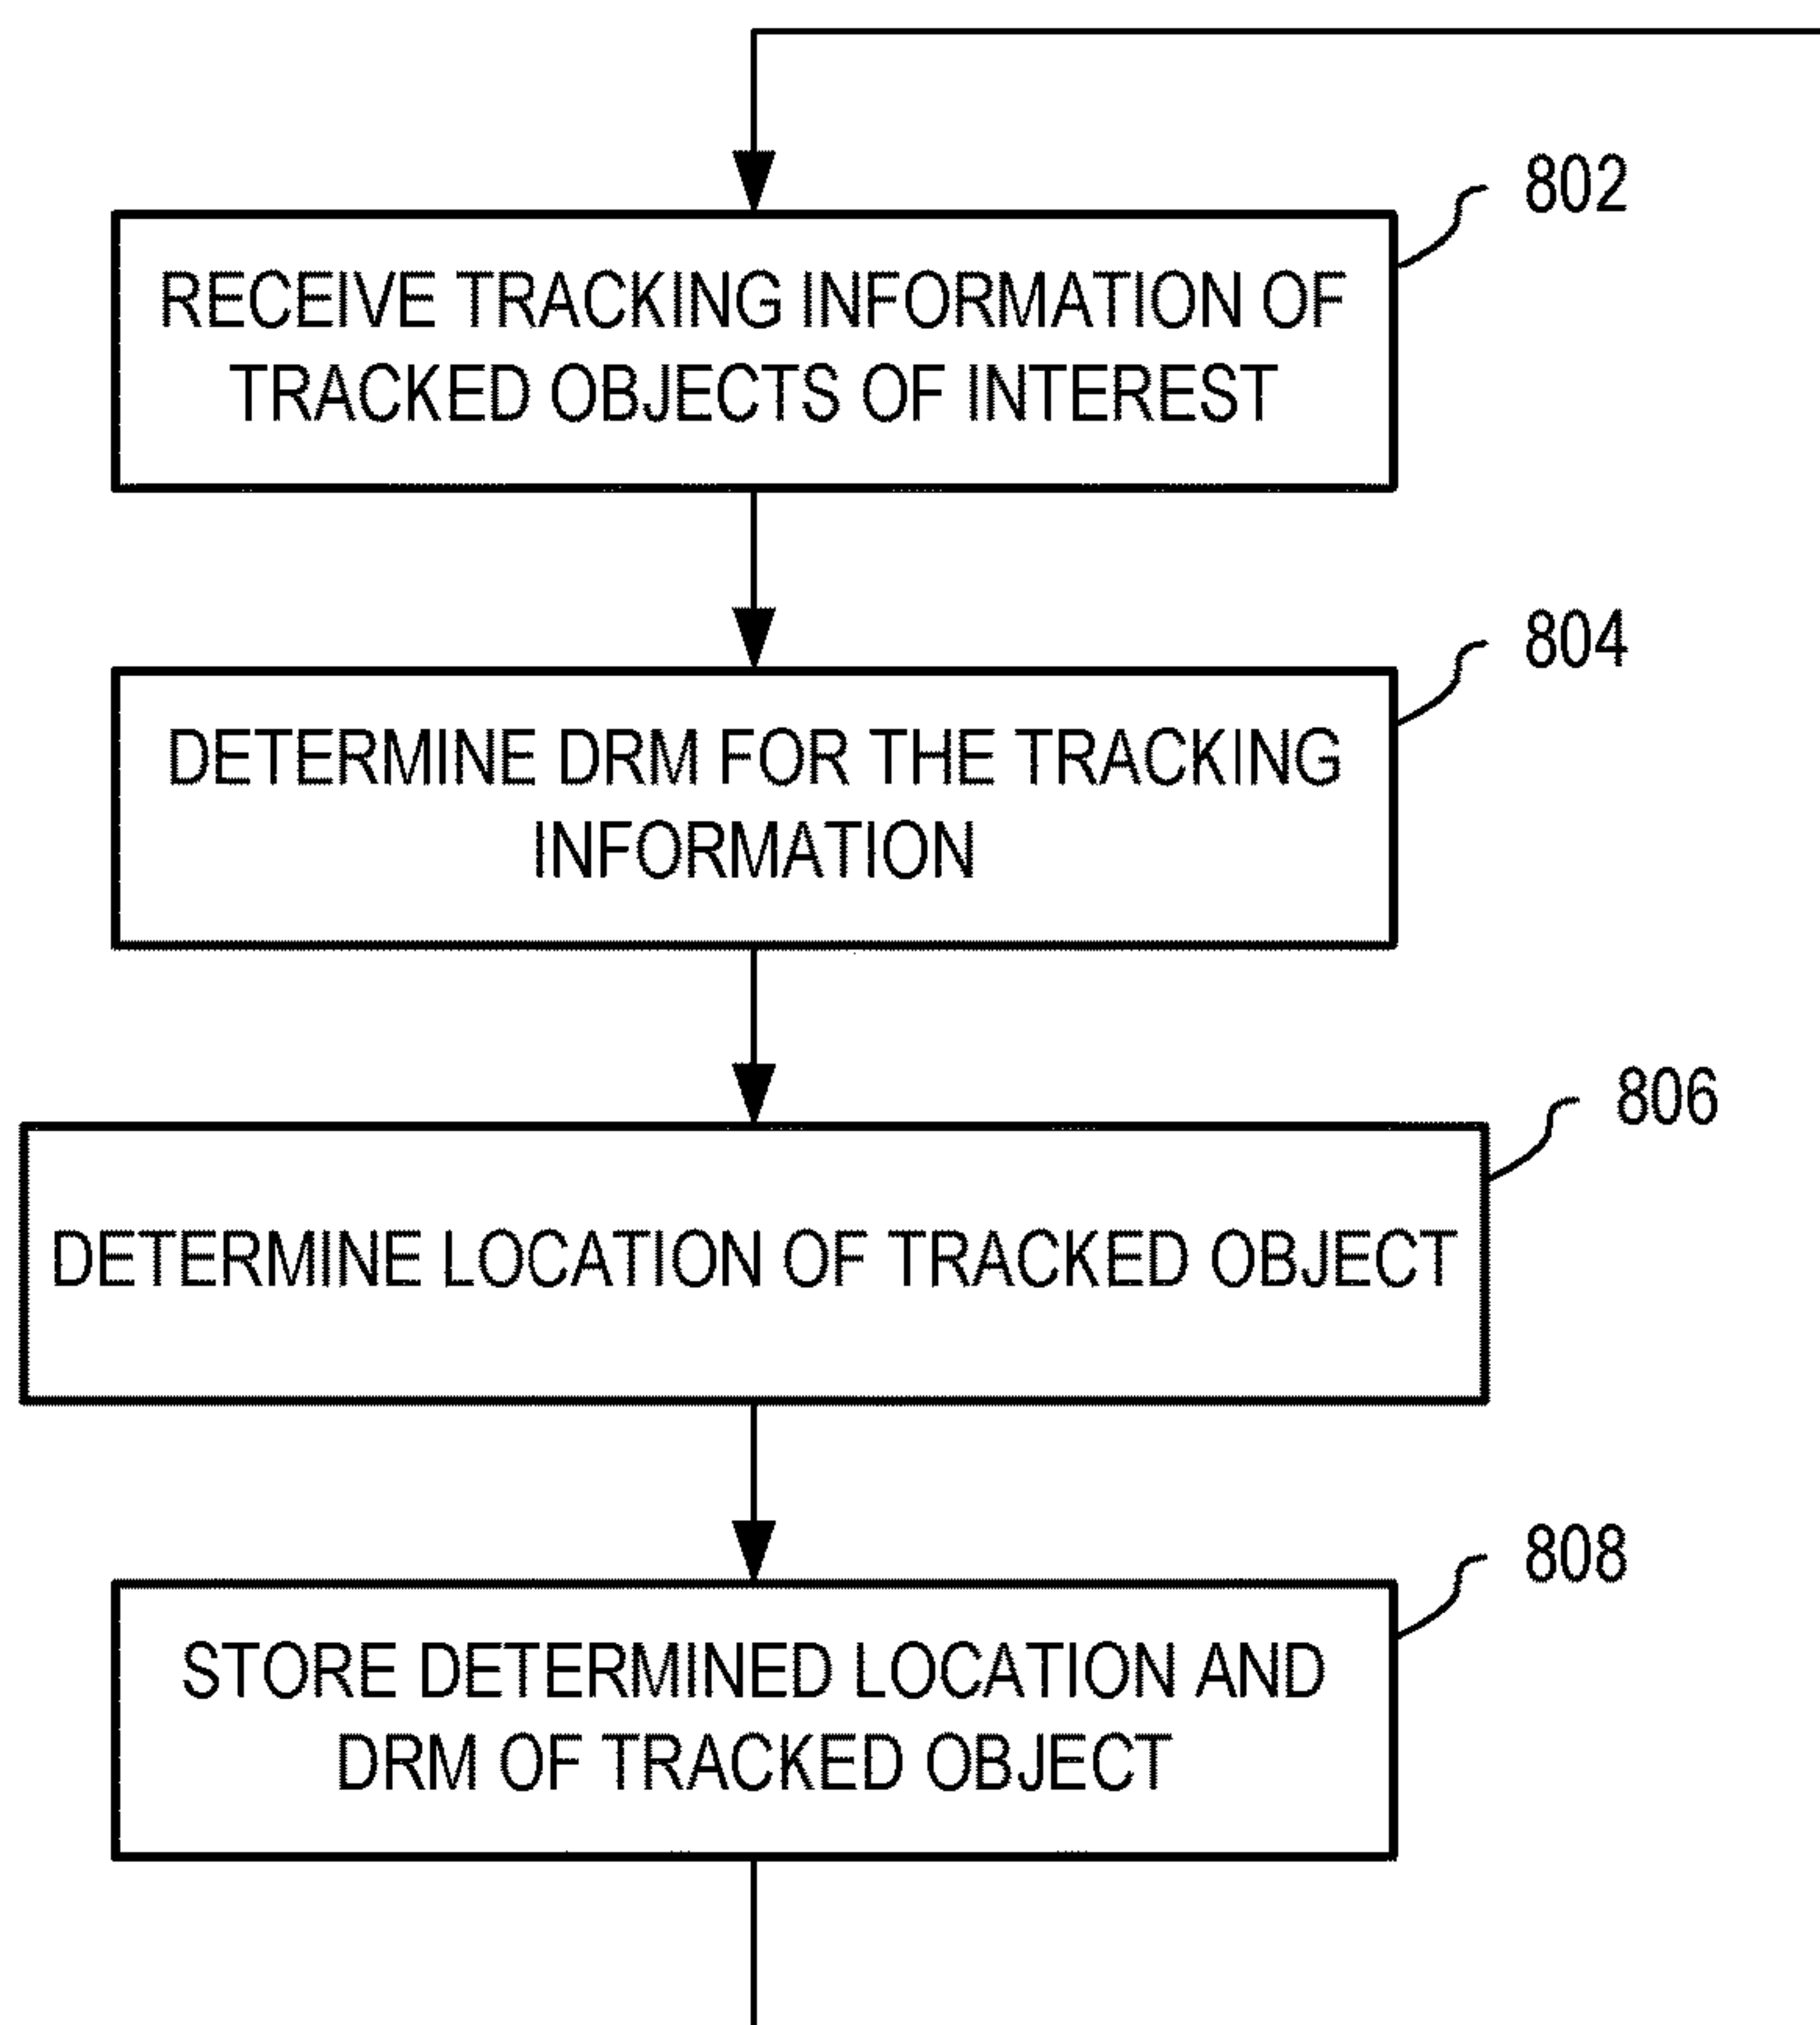 802
RECEIVE TRACKING INFORMATION OF
TRACKED OBJECTS OF INTEREST
804
DETERMINE DRM FOR THE TRACKING
INFORMATION
806
DETERMINE LOCATION OF TRACKED OBJECT
808
STORE DETERMINED LOCATION AND
DRM OF TRACKED OBJECT